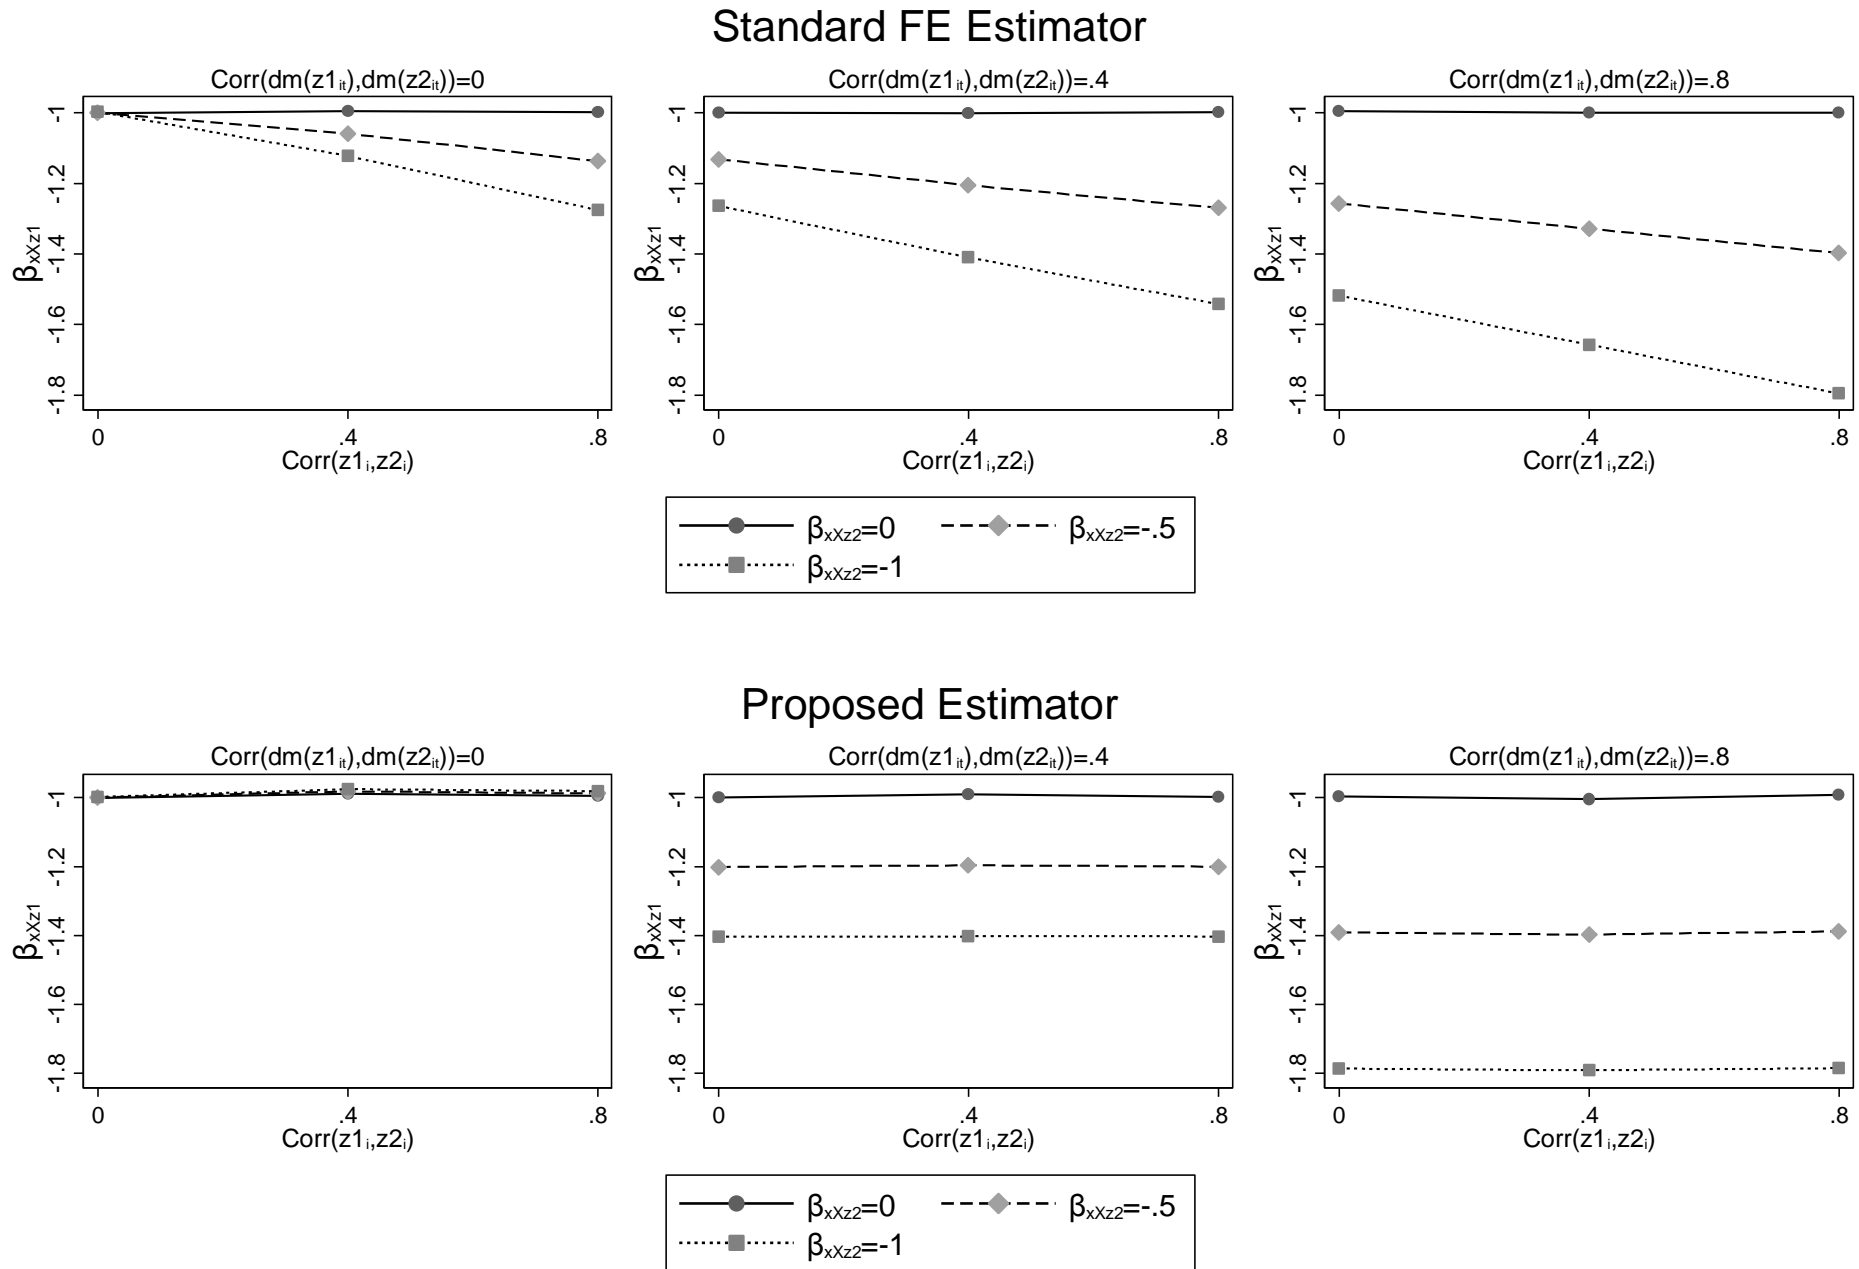 Standard FE Estimator
Corr(dm(z1it),dm(z2it))=0
-1
-1.2
-1.4
-1.6
-1.8
βxXz1
0
.4
.8
Corr(z1i,z2i)
Corr(dm(z1it),dm(z2it))=.4
-1
-1.2
-1.4
-1.6
-1.8
βxXz1
0
.4
.8
Corr(z1i,z2i)
Corr(dm(z1it),dm(z2it))=.8
-1
-1.2
-1.4
-1.6
-1.8
βxXz1
0
.4
.8
Corr(z1i,z2i)
βxXz2=0
βxXz2=-.5
βxXz2=-1
Proposed Estimator
Corr(dm(z1it),dm(z2it))=0
-1
-1.2
-1.4
-1.6
-1.8
βxXz1
0
.4
.8
Corr(z1i,z2i)
Corr(dm(z1it),dm(z2it))=.4
-1
-1.2
-1.4
-1.6
-1.8
βxXz1
0
.4
.8
Corr(z1i,z2i)
Corr(dm(z1it),dm(z2it))=.8
-1
-1.2
-1.4
-1.6
-1.8
βxXz1
0
.4
.8
Corr(z1i,z2i)
βxXz2=0
βxXz2=-.5
βxXz2=-1